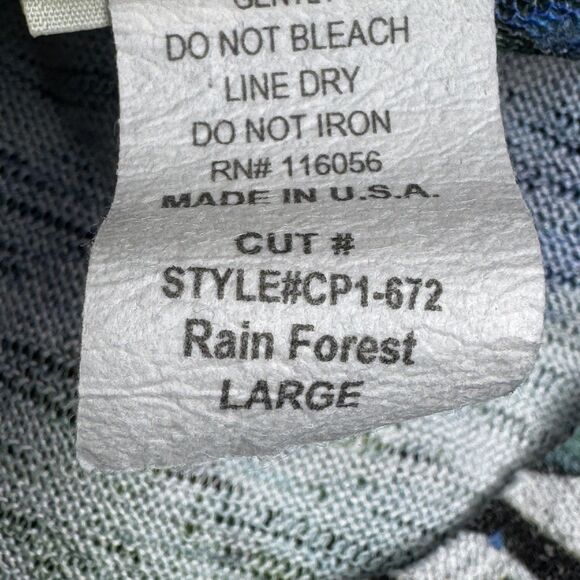 GENTLE
DO NOT BLEACH
LINE DRY
DO NOT IRON
RN# 116056
MADE IN U.S.A.
CUT #
STYLE#CP1-672
Rain Forest
LARGE